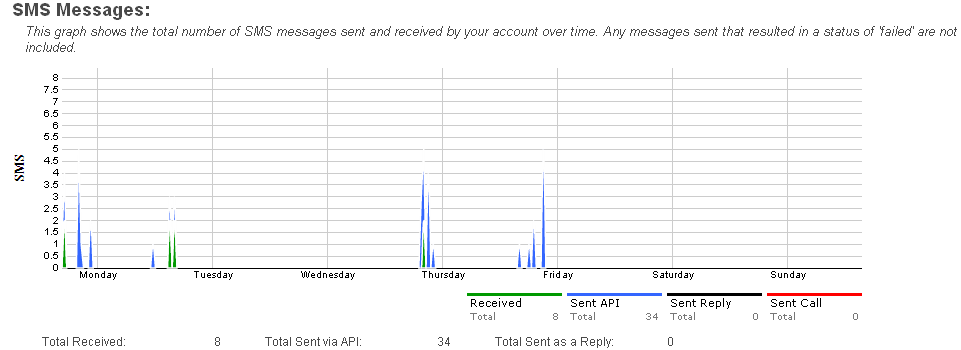 SMS Messages:
This graph shows the total number of SMS messages sent and received by your account over time. Any messages sent that resulted in a status of 'failed' are not
included.
8
7.5
7
6.5
6
5.5
5
4.5
4
3.5
3
2.5
2
1.5
1
0.5
0
SMS
Monday Tuesday Wednesday Thursday Friday Saturday Sunday
Received Sent API Sent Reply Sent Call
Total 8 Total 34 Total 0 Total 0
Total Received: 8 Total Sent via API: 34 Total Sent as a Reply: 0